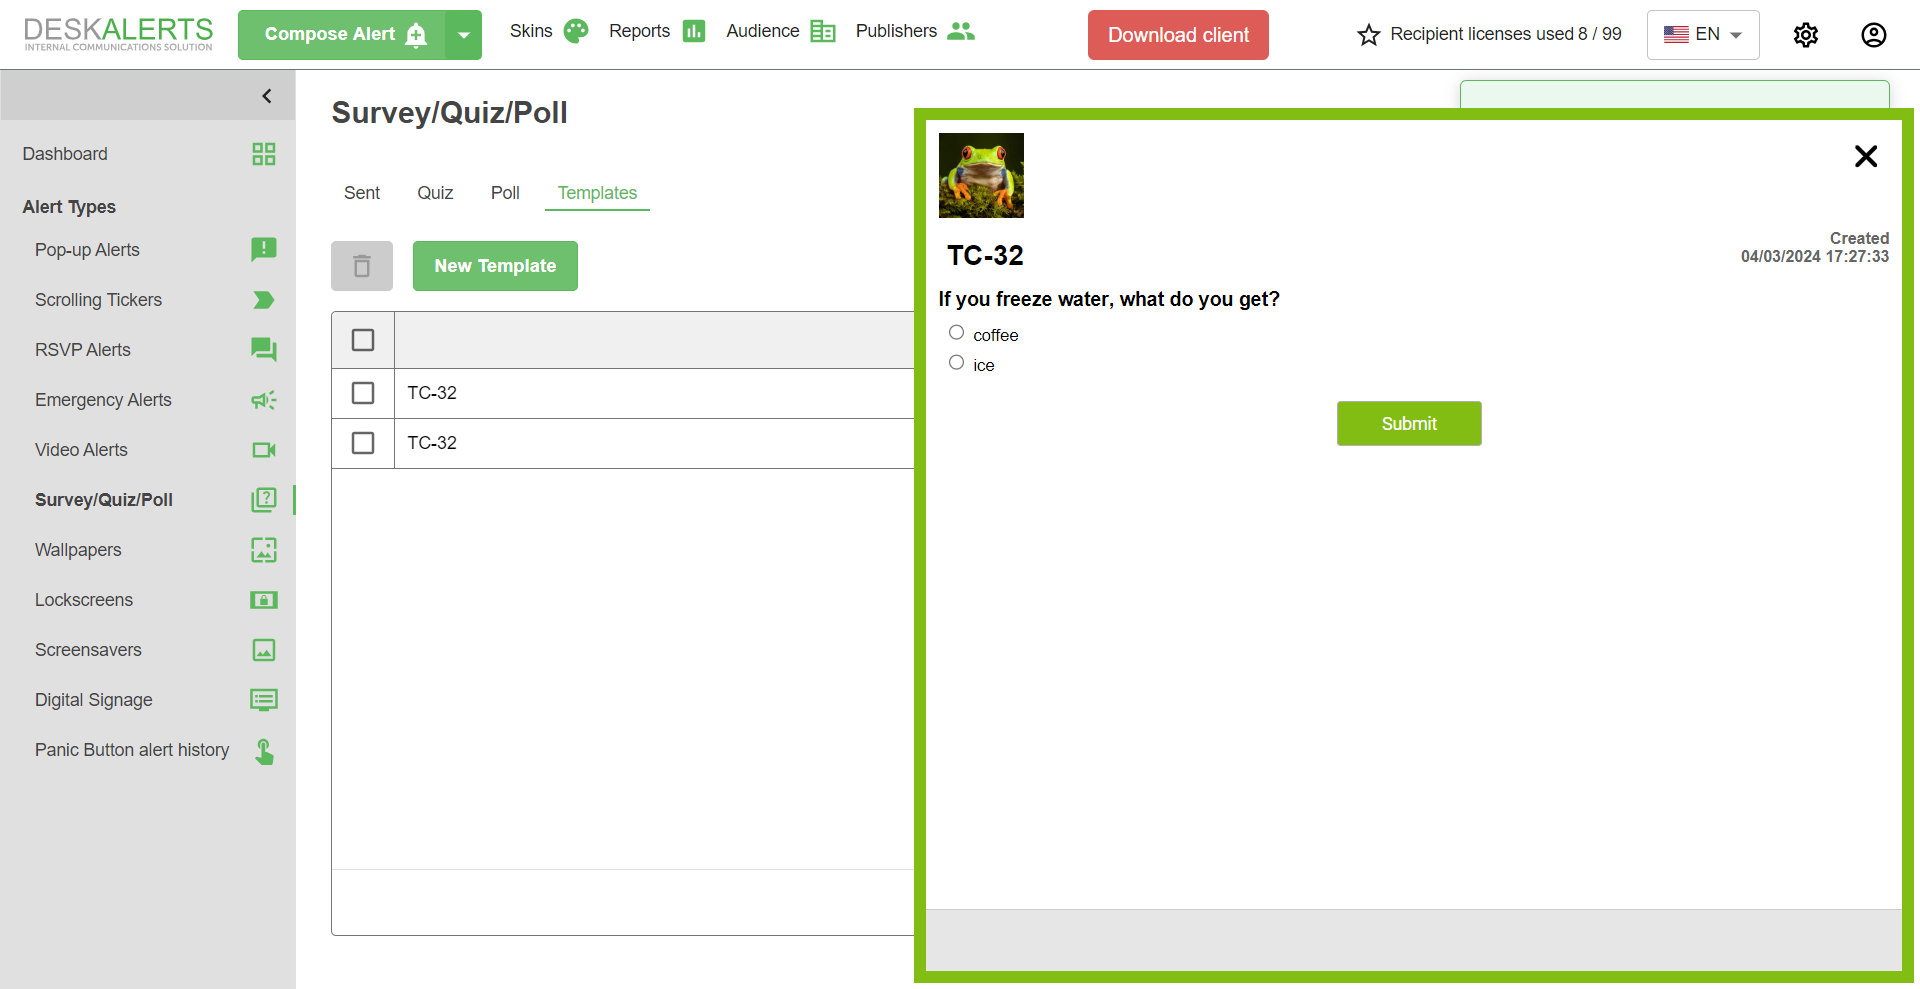 DESKALERTS
INTERNAL COMMUNICATIONS SOLUTION
Compose Alert
Skins
Reports
Audience
Publishers
Download client
Recipient licenses used 8 / 99
EN
Dashboard
Alert Types
Pop-up Alerts
Scrolling Tickers
RSVP Alerts
Emergency Alerts
Video Alerts
Survey/Quiz/Poll
Wallpapers
Lockscreens
Screensavers
Digital Signage
Panic Button alert history
Survey/Quiz/Poll
Sent
Quiz
Poll
Templates
New Template
TC-32
TC-32
TC-32
Created
04/03/2024 17:27:33
If you freeze water, what do you get?
coffee
ice
Submit